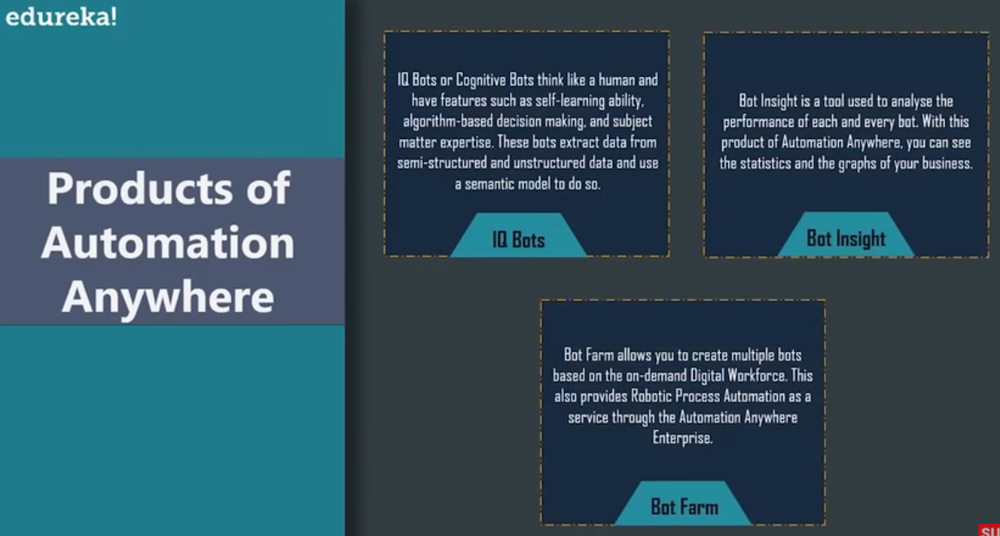 edureka!
Products of
Automation
Anywhere
IQ Bots or Cognitive Bots think like a human and
have features such as self-learning ability,
algorithm-based decision making, and subject
matter expertise. These bots extract data from
semi-structured and unstructured data and use
a semantic model to do so.
IQ Bots
Bot Insight is a tool used to analyse the
performance of each and every bot. With this
product of Automation Anywhere, you can see
the statistics and the graphs of your business.
Bot Insight
Bot Farm allows you to create multiple bots
based on the on-demand Digital Workforce. This
also provides Robotic Process Automation as a
service through the Automation Anywhere
Enterprise.
Bot Farm